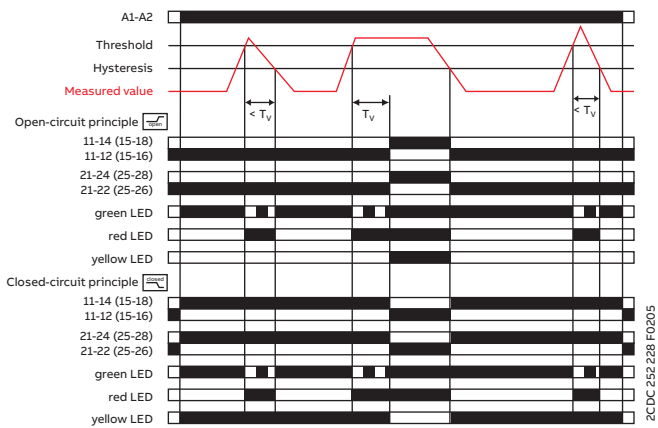 A1-A2
Threshold
Hysteresis
Measured value
< Tv
Tv
< Tv
Open-circuit principle open
11-14 (15-18)
11-12 (15-16)
21-24 (25-28)
21-22 (25-26)
green LED
red LED
yellow LED
Closed-circuit principle closed
11-14 (15-18)
11-12 (15-16)
21-24 (25-28)
21-22 (25-26)
green LED
red LED
yellow LED
2CDC 252 228 F0205